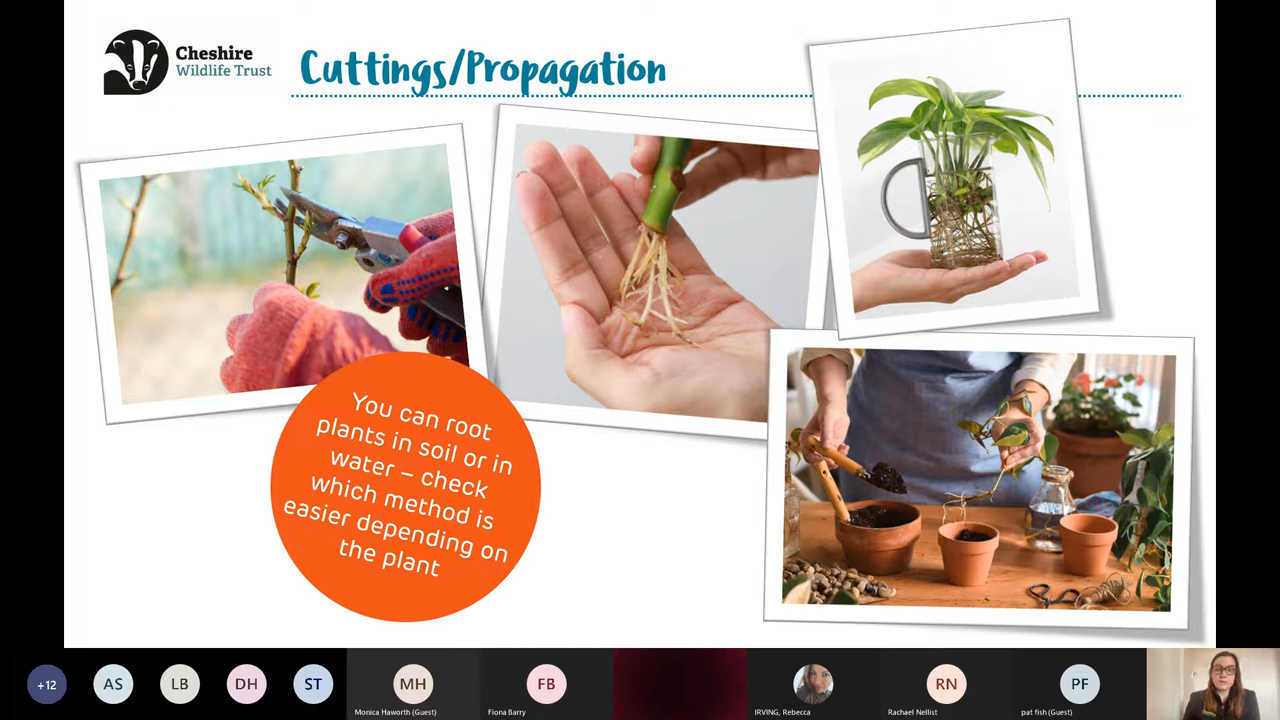 Cheshire
Wildlife Trust
Cuttings/Propagation
You can root
plants in soil or in
water – check
which method is
easier depending on
the plant
+12
AS
LB
DH
ST
MH
Monica Haworth (Guest)
FB
Fiona Barry
IRVING, Rebecca
RN
Rachael Nellist
PF
pat fish (Guest)